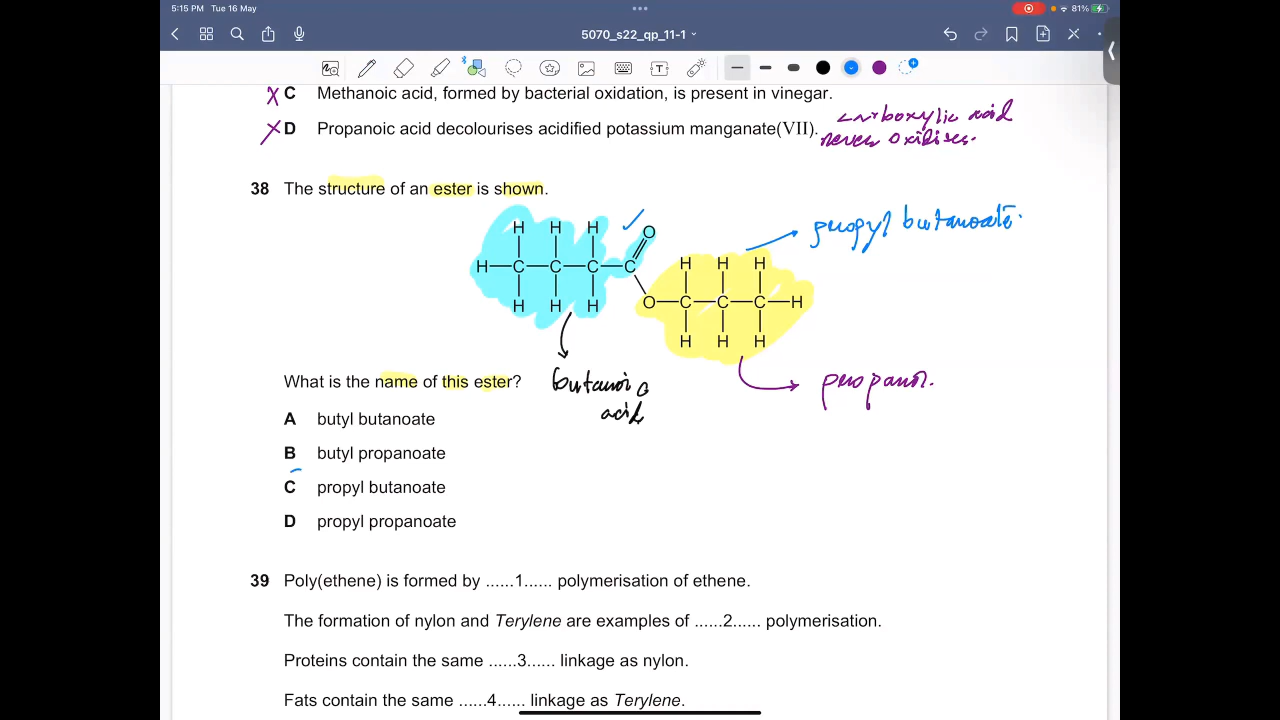 5:15 PM Tue 16 May
81%
5070_s22_qp_11-1
X C Methanoic acid, formed by bacterial oxidation, is present in vinegar.
X D Propanoic acid decolourises acidified potassium manganate(VII).
carboxylic acid
never oxidises.
38 The structure of an ester is shown.
propyl butanoate.
H H H O
H C C C C H H H
H H H O C C C H
H H H
What is the name of this ester?
butanoic
acid
propanol.
A butyl butanoate
B butyl propanoate
C propyl butanoate
D propyl propanoate
39 Poly(ethene) is formed by ......1...... polymerisation of ethene.
The formation of nylon and Terylene are examples of ......2...... polymerisation.
Proteins contain the same ......3...... linkage as nylon.
Fats contain the same ......4...... linkage as Terylene.